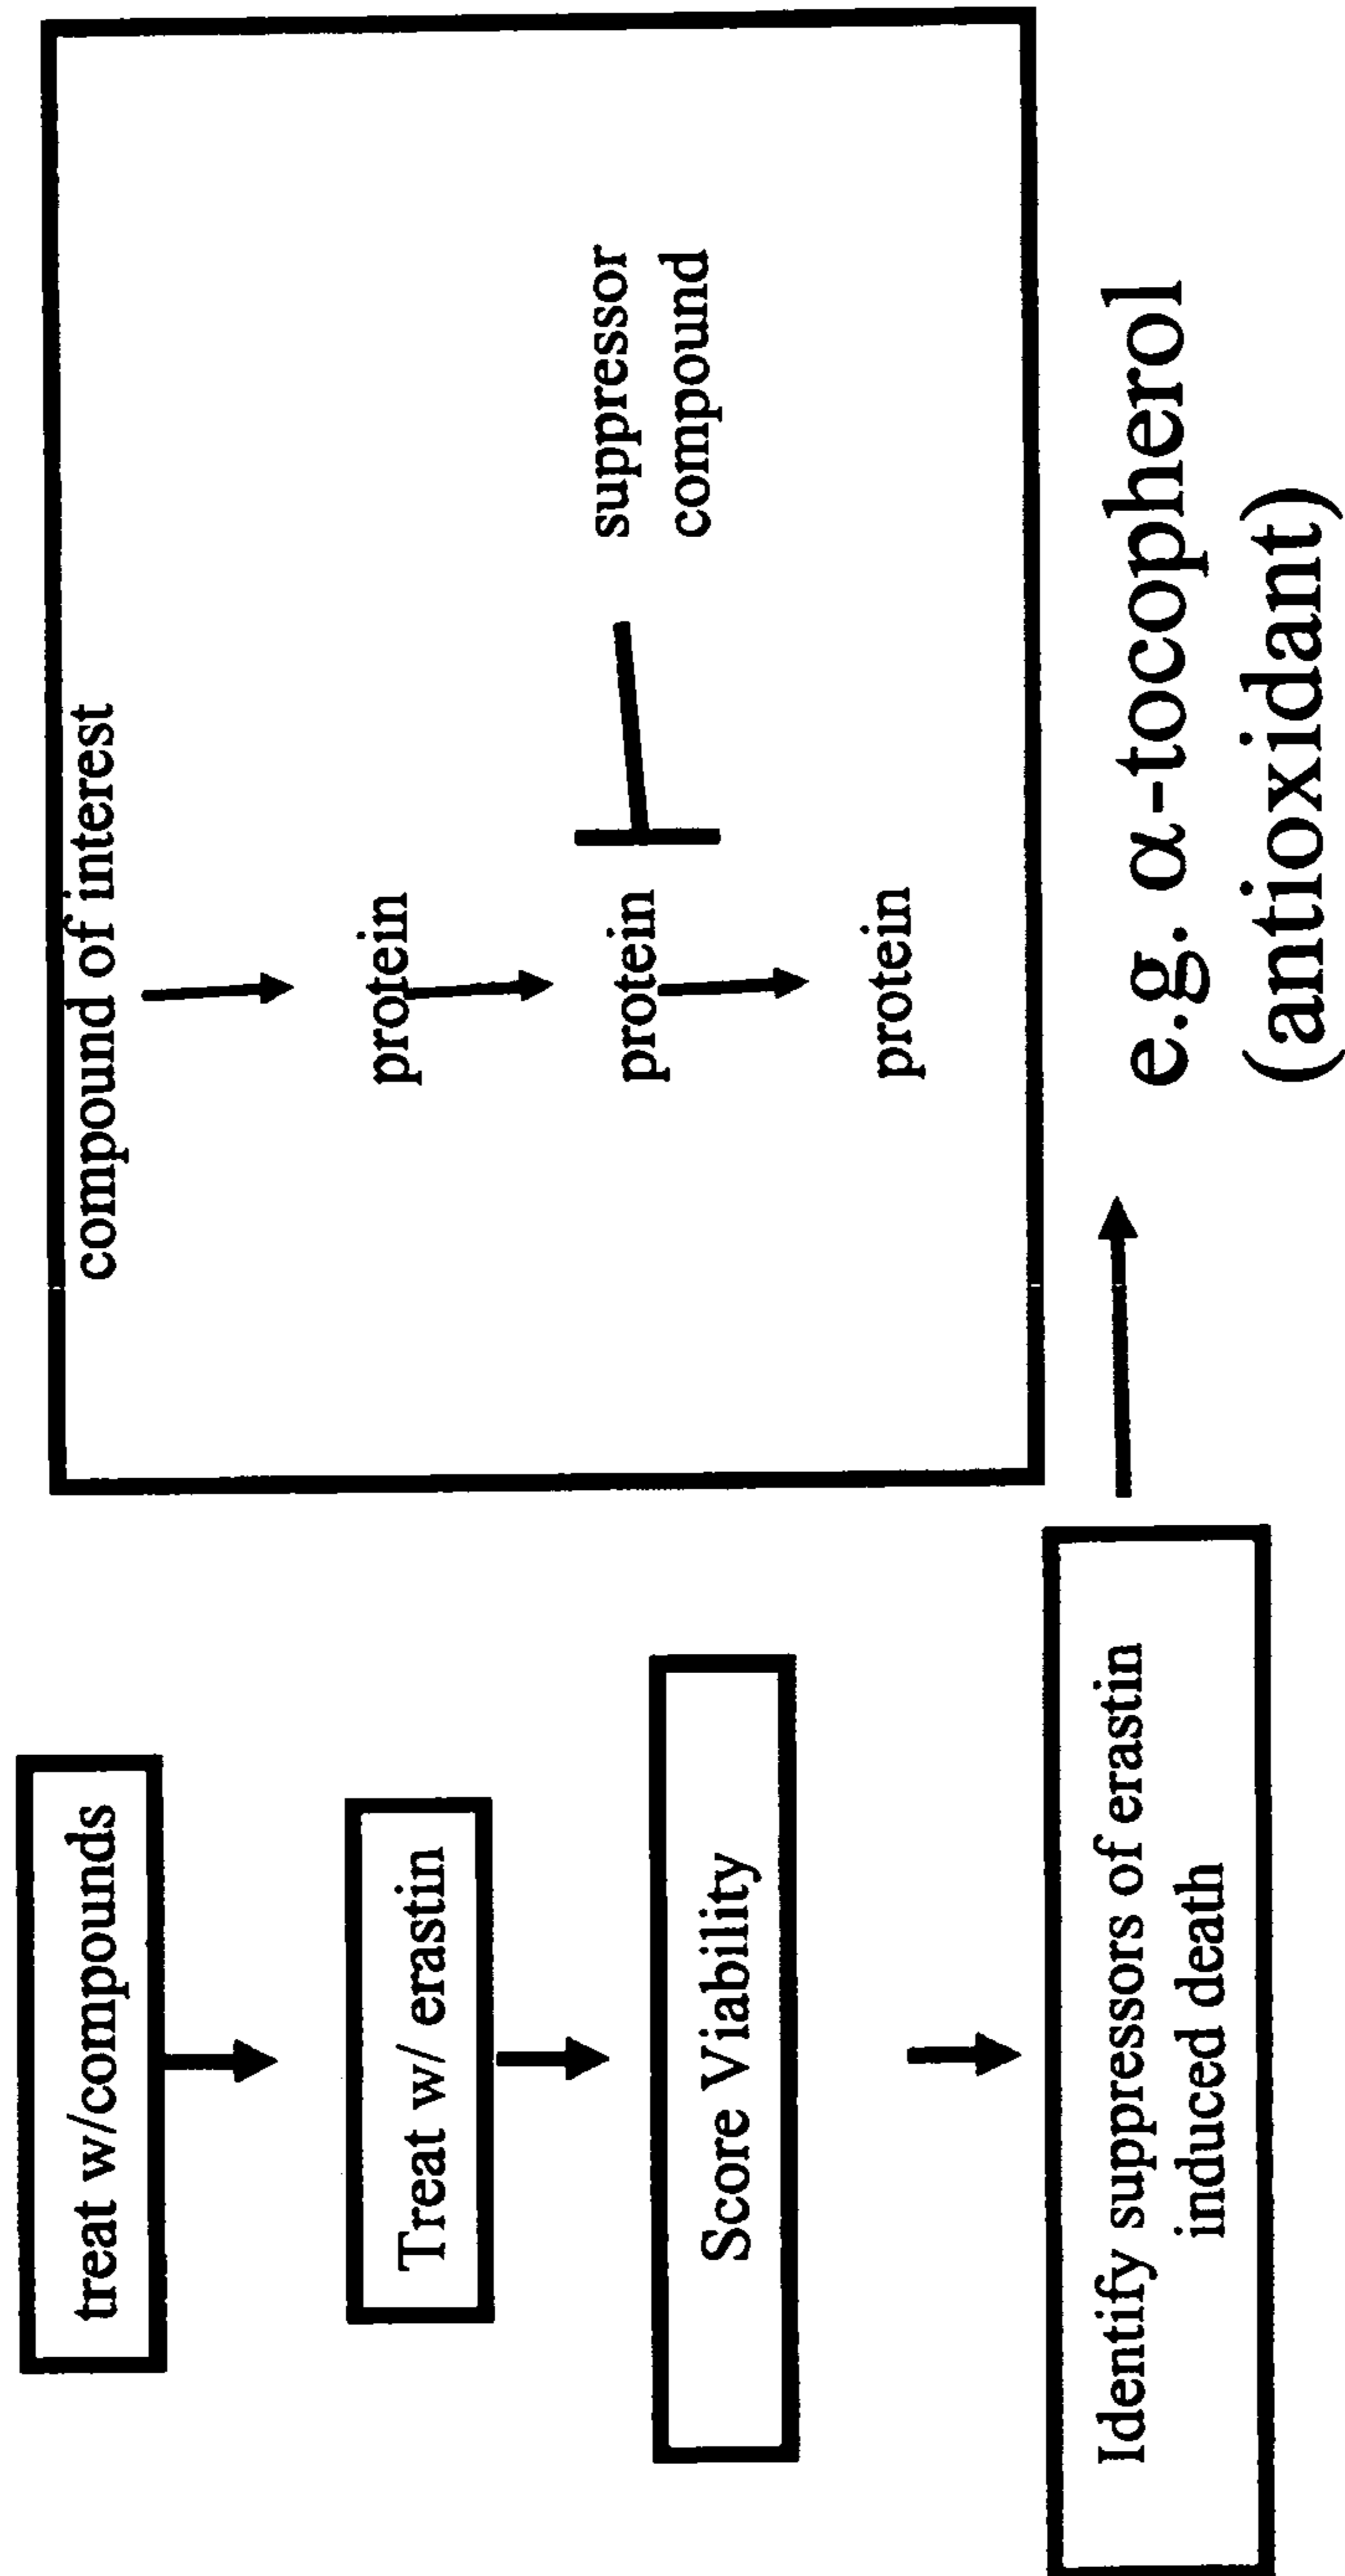 treat w/compounds
Treat w/ erastin
Score Viability
Identify suppressors of erastin
induced death
compound of interest
protein
protein
protein
suppressor
compound
e.g. α-tocopherol
(antioxidant)